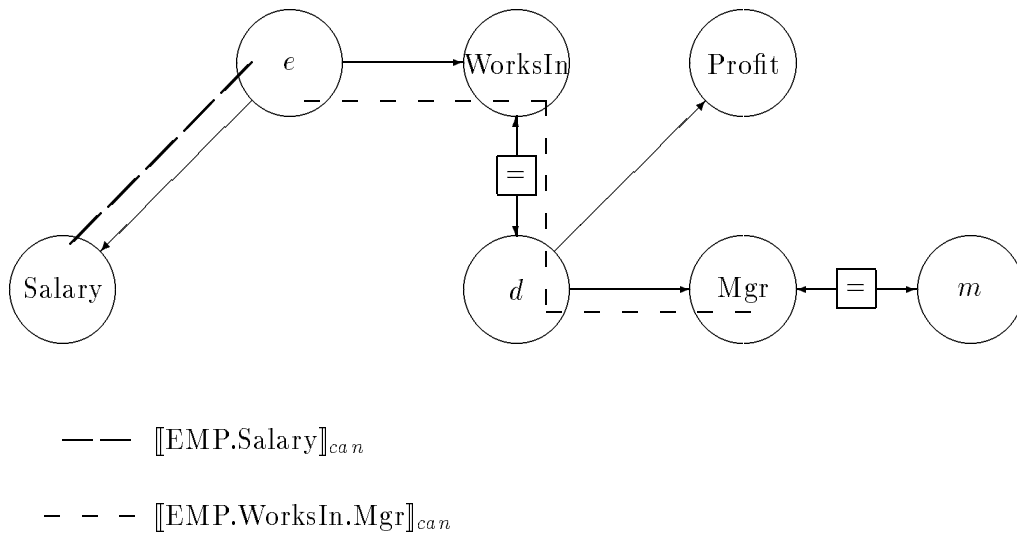 e WorksIn Profit
=
Salary d Mgr = m
⟦EMP.Salary⟧can
⟦EMP.WorksIn.Mgr⟧can